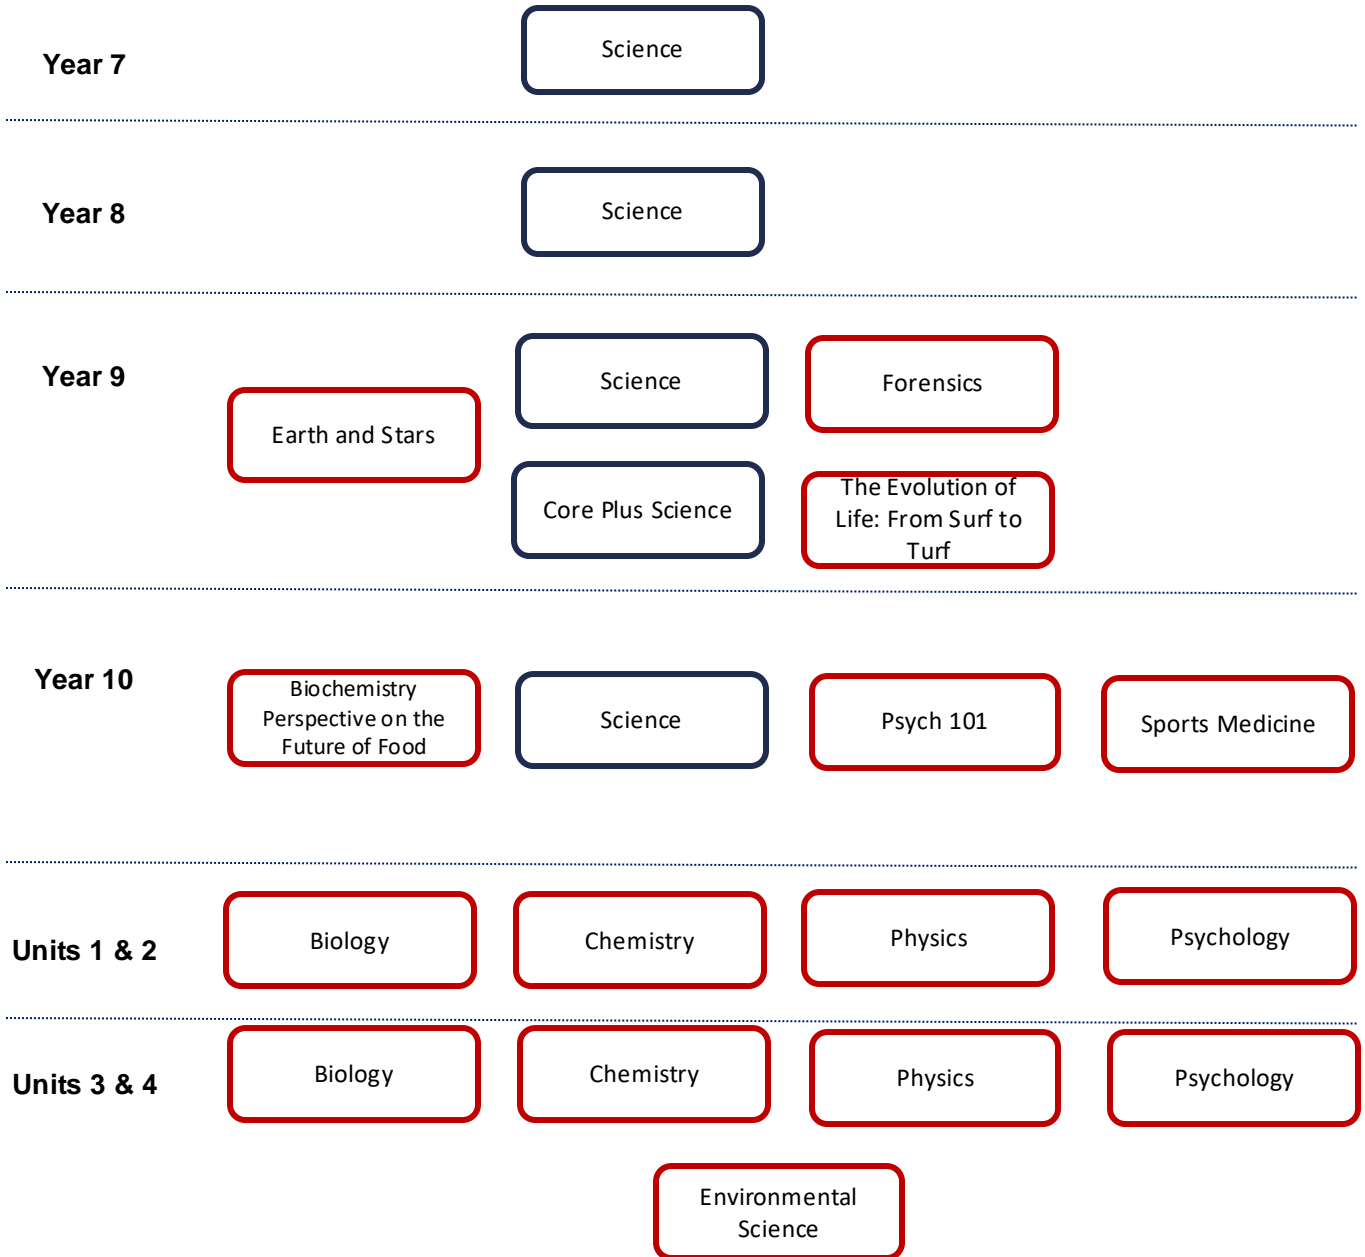 Year 7
Science
Year 8
Science
Year 9
Earth and Stars
Science
Forensics
Core Plus Science
The Evolution of
Life: From Surf to
Turf
Year 10
Biochemistry
Perspective on the
Future of Food
Science
Psych 101
Sports Medicine
Units 1 & 2
Biology
Chemistry
Physics
Psychology
Units 3 & 4
Biology
Chemistry
Physics
Psychology
Environmental
Science